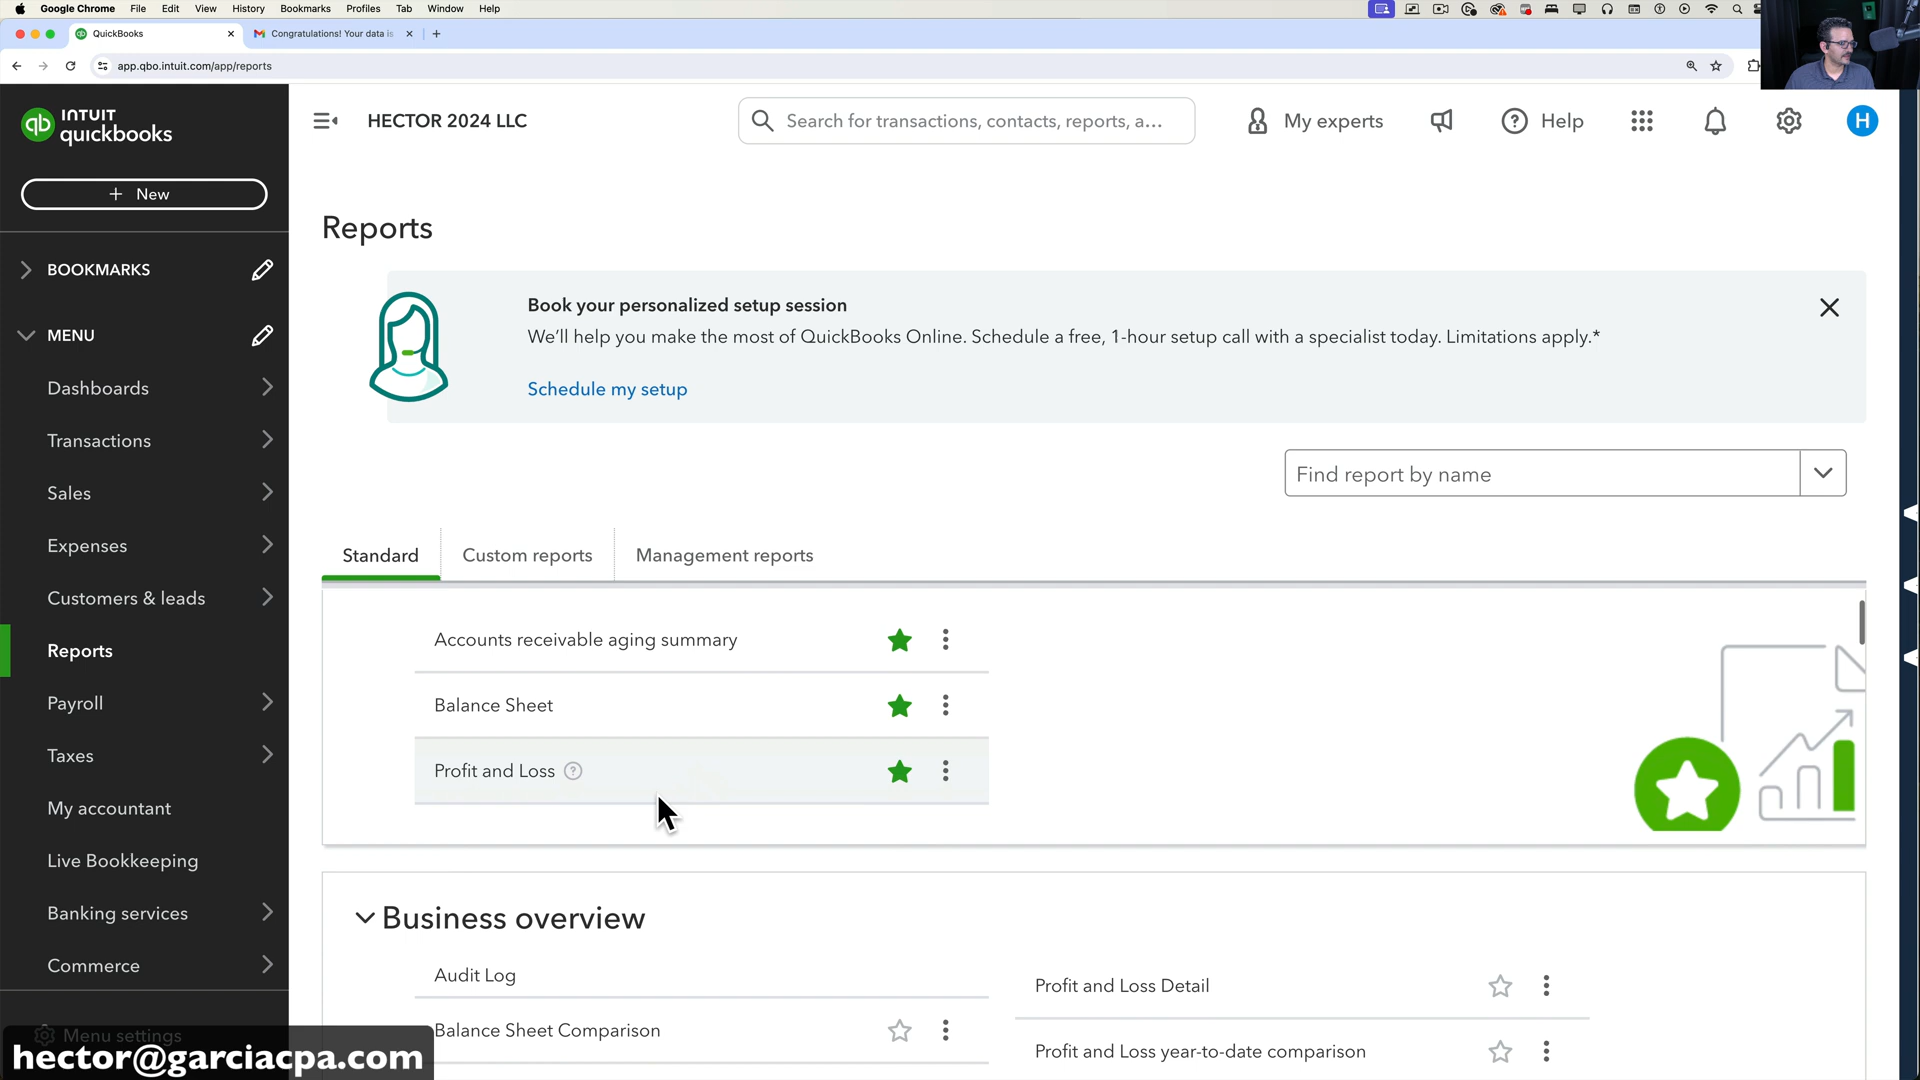 Google Chrome File Edit View History Bookmarks Profiles Tab Window Help
QuickBooks
Congratulations! Your data is
app.qbo.intuit.com/app/reports
INTUIT
quickbooks
HECTOR 2024 LLC
Search for transactions, contacts, reports, a...
My experts
Help
H
+ New
BOOKMARKS
MENU
Dashboards
Transactions
Sales
Expenses
Customers & leads
Reports
Payroll
Taxes
My accountant
Live Bookkeeping
Banking services
Commerce
Menu settings
hector@garciacpa.com
Reports
Book your personalized setup session
We'll help you make the most of QuickBooks Online. Schedule a free, 1-hour setup call with a specialist today. Limitations apply.*
Schedule my setup
Find report by name
Standard
Custom reports
Management reports
Accounts receivable aging summary
Balance Sheet
Profit and Loss
Business overview
Audit Log
Balance Sheet Comparison
Profit and Loss Detail
Profit and Loss year-to-date comparison